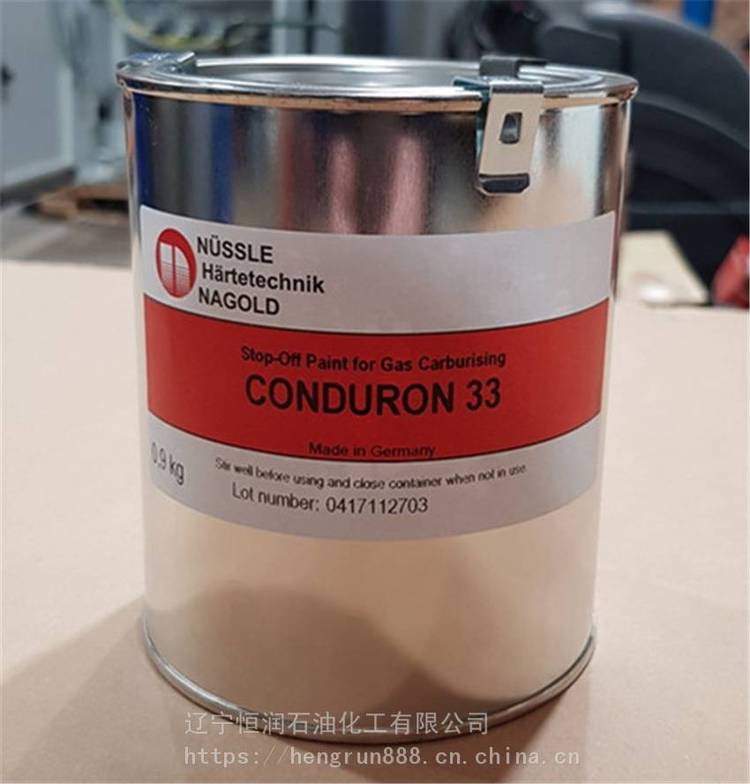 NÜSSLE
Härtetechnik
NAGOLD
Stop-Off Paint for Gas Carburising
CONDURON 33
Made in Germany
0.9 kg
Stir well before using and close container when not in use.
Lot number: 0417112703
辽宁恒润石油化工有限公司
https://hengrun888.cn.china.cn/